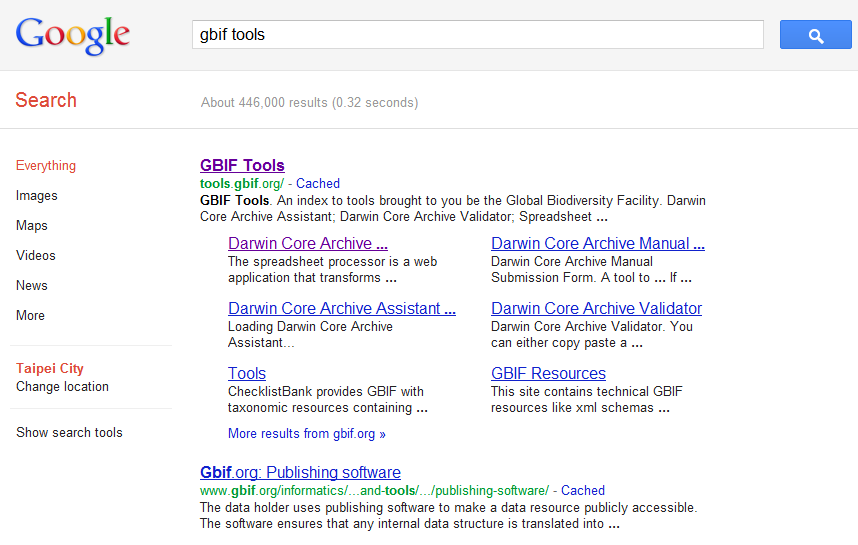 Google
gbif tools
Search
About 446,000 results (0.32 seconds)
Everything
Images
Maps
Videos
News
More
Taipei City
Change location
Show search tools
GBIF Tools
tools.gbif.org/ - Cached
GBIF Tools. An index to tools brought to you be the Global Biodiversity Facility. Darwin
Core Archive Assistant; Darwin Core Archive Validator; Spreadsheet ...
Darwin Core Archive ...
The spreadsheet processor is a web
application that transforms ...
Darwin Core Archive Manual ...
Darwin Core Archive Manual
Submission Form. A tool to ... If ...
Darwin Core Archive Assistant ...
Loading Darwin Core Archive
Assistant...
Darwin Core Archive Validator
Darwin Core Archive Validator. You
can either copy paste a ...
Tools
ChecklistBank provides GBIF with
taxonomic resources containing ...
GBIF Resources
This site contains technical GBIF
resources like xml schemas ...
More results from gbif.org »
Gbif.org: Publishing software
www.gbif.org/informatics/...and-tools/.../publishing-software/ - Cached
The data holder uses publishing software to make a data resource publicly accessible.
The software ensures that any internal data structure is translated into ...